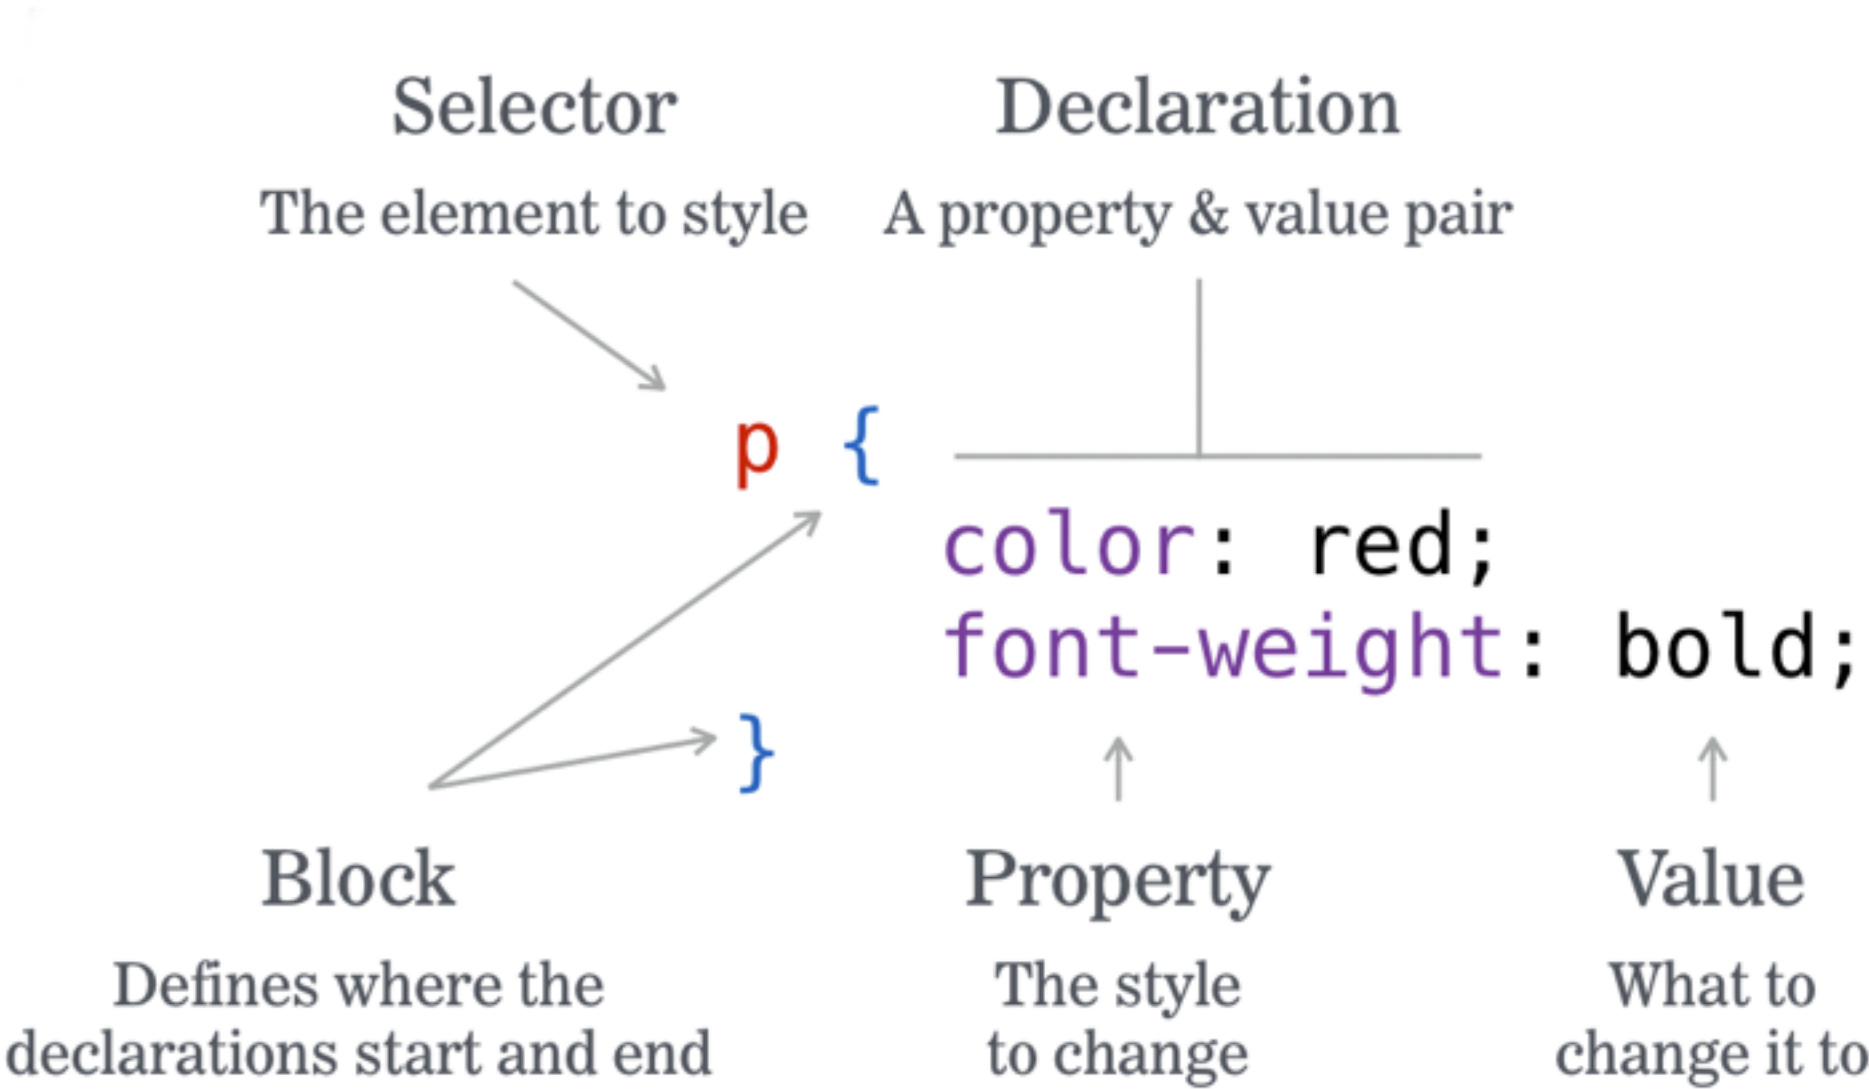 Selector
The element to style
Declaration
A property & value pair
p {
color: red;
font-weight: bold;
}
Block
Defines where the
declarations start and end
Property
The style
to change
Value
What to
change it to